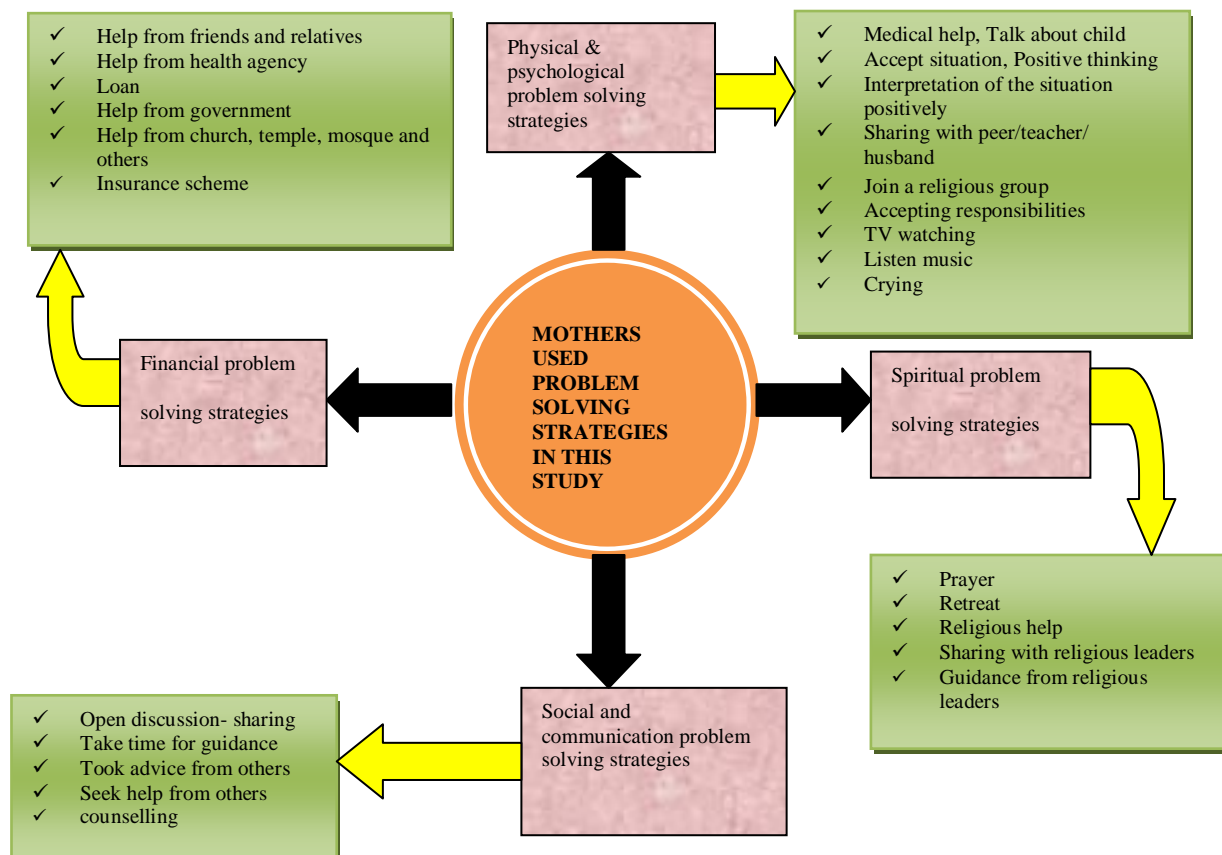 ✓ Help from friends and relatives
✓ Help from health agency
✓ Loan
✓ Help from government
✓ Help from church, temple, mosque and
others
✓ Insurance scheme
Physical &
psychological
problem solving
strategies
✓ Medical help, Talk about child
✓ Accept situation, Positive thinking
✓ Interpretation of the situation
positively
✓ Sharing with peer/teacher/
husband
✓ Join a religious group
✓ Accepting responsibilities
✓ TV watching
✓ Listen music
✓ Crying
Financial problem
solving strategies
MOTHERS
USED
PROBLEM
SOLVING
STRATEGIES
IN THIS
STUDY
Spiritual problem
solving strategies
✓ Prayer
✓ Retreat
✓ Religious help
✓ Sharing with religious leaders
✓ Guidance from religious
leaders
Social and
communication problem
solving strategies
✓ Open discussion- sharing
✓ Take time for guidance
✓ Took advice from others
✓ Seek help from others
✓ counselling